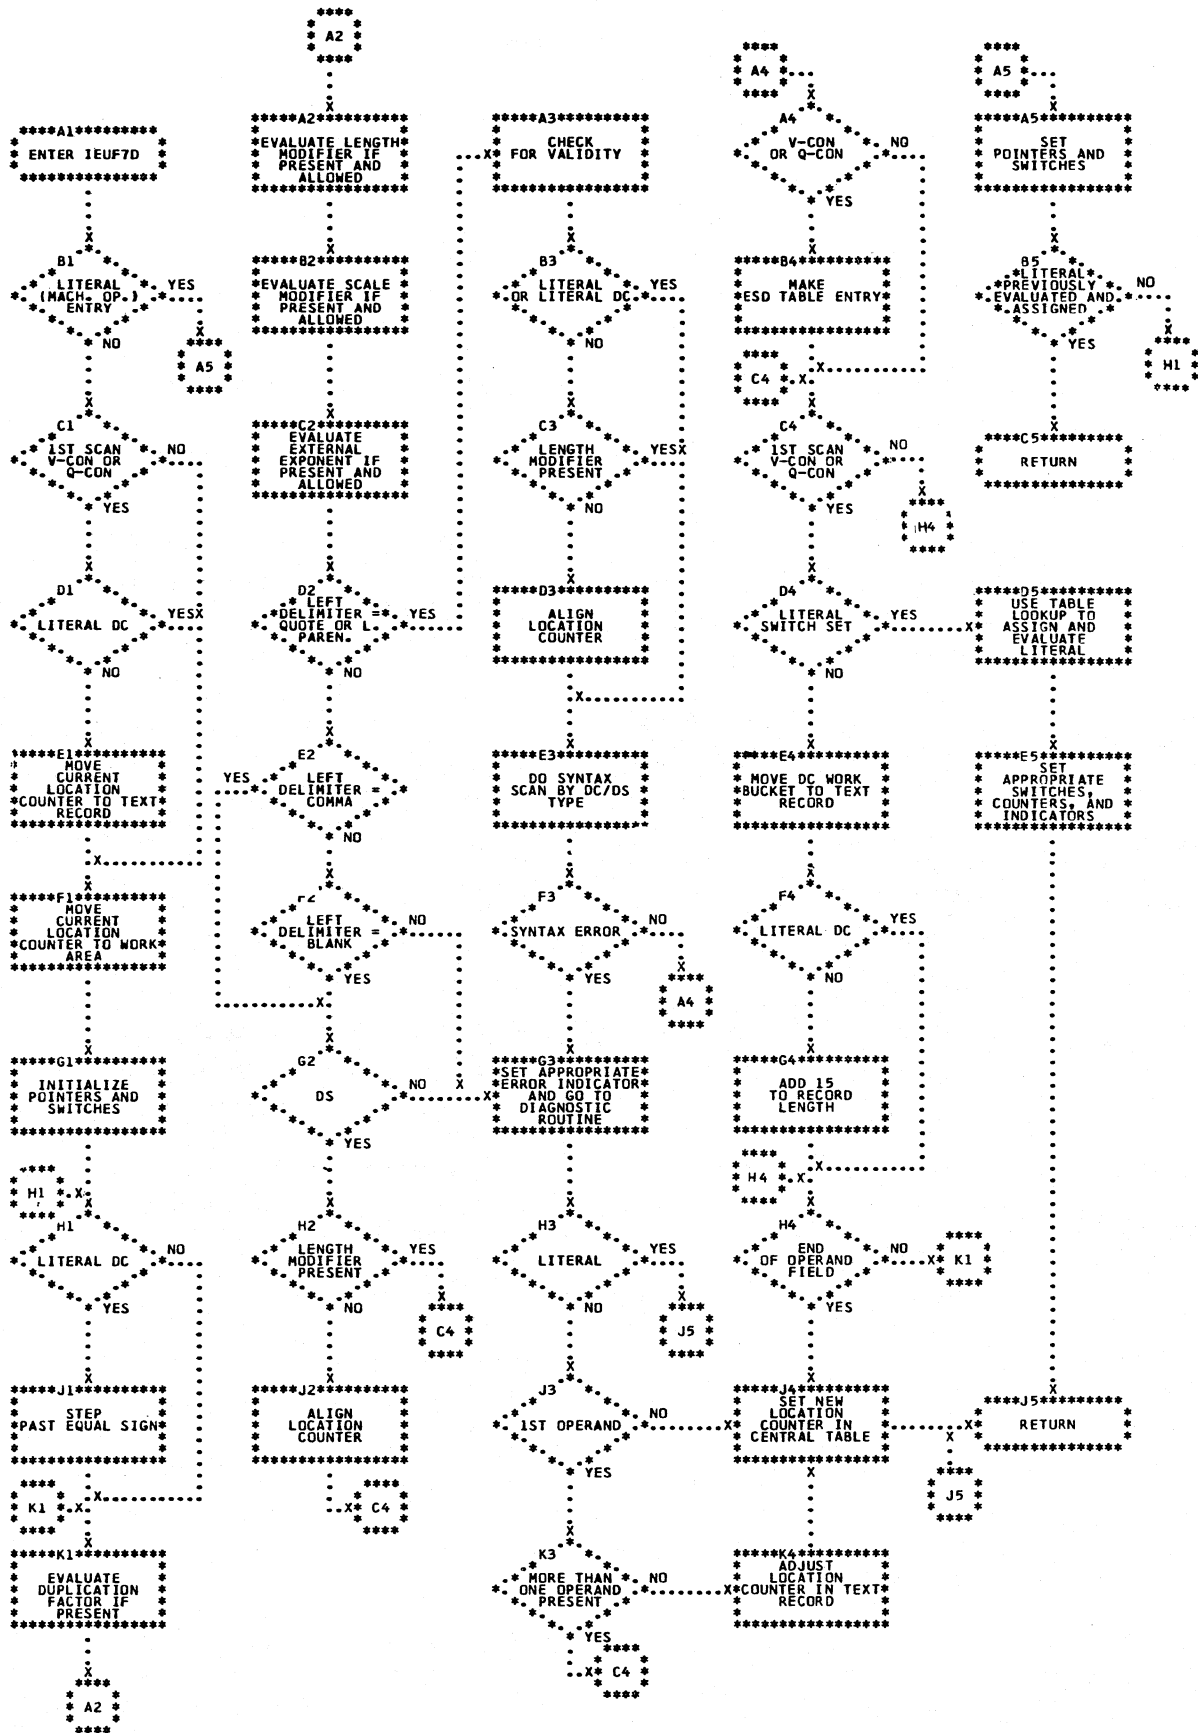 A2
A1
ENTER IEUF7D
B1
LITERAL
(MACH. OP.)
ENTRY
YES
NO
A5
C1
1ST SCAN
V-CON OR
Q-CON
NO
YES
D1
LITERAL DC
YES
NO
E1
MOVE
CURRENT
LOCATION
COUNTER TO TEXT
RECORD
F1
MOVE
CURRENT
LOCATION
COUNTER TO WORK
AREA
G1
INITIALIZE
POINTERS AND
SWITCHES
H1
H1
LITERAL DC
NO
YES
J1
STEP
PAST EQUAL SIGN
K1
K1
EVALUATE
DUPLICATION
FACTOR IF
PRESENT
A2
A2
EVALUATE LENGTH
MODIFIER IF
PRESENT AND
ALLOWED
B2
EVALUATE SCALE
MODIFIER IF
PRESENT AND
ALLOWED
C2
EVALUATE
EXTERNAL
EXPONENT IF
PRESENT AND
ALLOWED
D2
LEFT
DELIMITER =
QUOTE OR L.
PAREN.
YES
NO
E2
LEFT
DELIMITER =
COMMA
YES
NO
F2
LEFT
DELIMITER =
BLANK
NO
YES
G2
DS
NO
YES
H2
LENGTH
MODIFIER
PRESENT
YES
NO
C4
J2
ALIGN
LOCATION
COUNTER
C4
A3
CHECK
FOR VALIDITY
B3
LITERAL
OR LITERAL DC
YES
NO
C3
LENGTH
MODIFIER
PRESENT
YES
NO
D3
ALIGN
LOCATION
COUNTER
E3
DO SYNTAX
SCAN BY DC/DS
TYPE
F3
SYNTAX ERROR
NO
YES
A4
G3
SET APPROPRIATE
ERROR INDICATOR
AND GO TO
DIAGNOSTIC
ROUTINE
H3
LITERAL
YES
NO
J5
J3
1ST OPERAND
NO
YES
K3
MORE THAN
ONE OPERAND
PRESENT
NO
YES
C4
A4
A4
V-CON
OR Q-CON
NO
YES
B4
MAKE
ESD TABLE ENTRY
C4
C4
1ST SCAN
V-CON OR
Q-CON
NO
YES
H4
D4
LITERAL
SWITCH SET
YES
NO
E4
MOVE DC WORK
BUCKET TO TEXT
RECORD
F4
LITERAL DC
YES
NO
G4
ADD 15
TO RECORD
LENGTH
H4
H4
END
OF OPERAND
FIELD
NO
YES
K1
J4
SET NEW
LOCATION
COUNTER IN
CENTRAL TABLE
K4
ADJUST
LOCATION
COUNTER IN TEXT
RECORD
A5
A5
SET
POINTERS AND
SWITCHES
B5
LITERAL
PREVIOUSLY
EVALUATED AND
ASSIGNED
NO
YES
H1
C5
RETURN
D5
USE TABLE
LOOKUP TO
ASSIGN AND
EVALUATE
LITERAL
E5
SET
APPROPRIATE
SWITCHES,
COUNTERS, AND
INDICATORS
J5
RETURN
J5